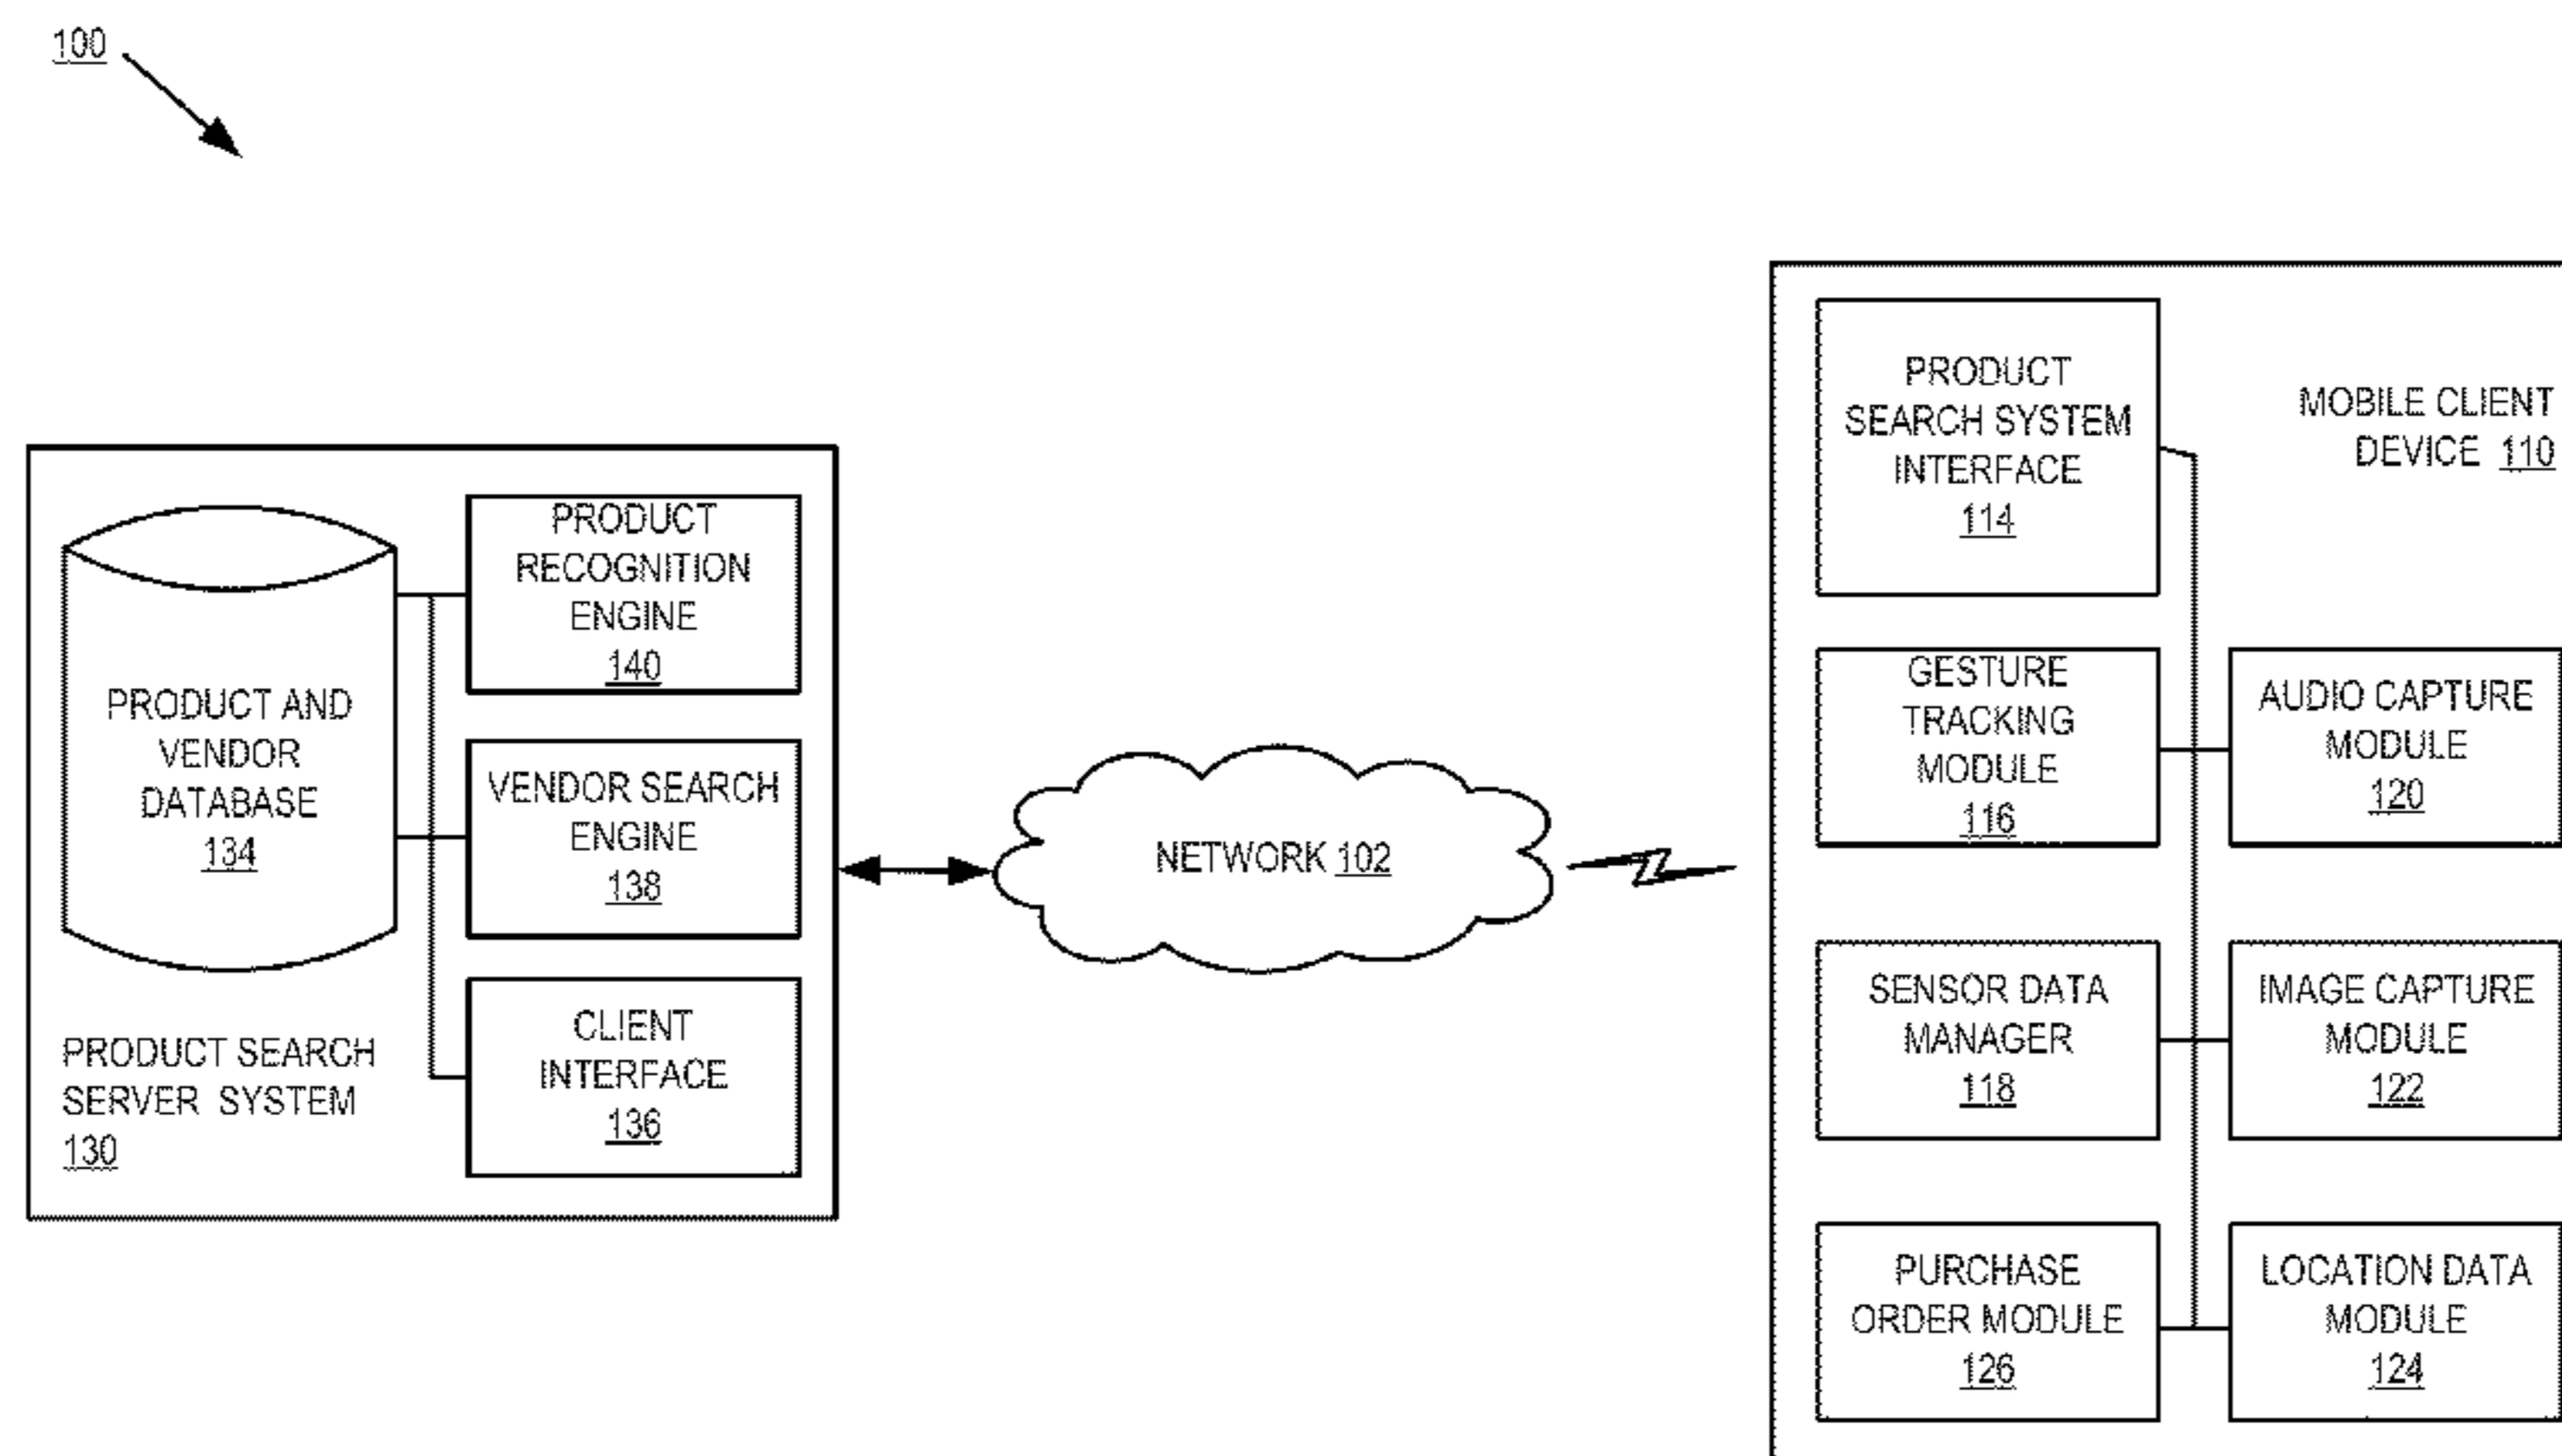 100
PRODUCT AND
VENDOR
DATABASE
134
PRODUCT SEARCH
SERVER SYSTEM
130
PRODUCT
RECOGNITION
ENGINE
140
VENDOR SEARCH
ENGINE
138
CLIENT
INTERFACE
136
NETWORK 102
PRODUCT
SEARCH SYSTEM
INTERFACE
114
MOBILE CLIENT
DEVICE 110
GESTURE
TRACKING
MODULE
116
AUDIO CAPTURE
MODULE
120
SENSOR DATA
MANAGER
118
IMAGE CAPTURE
MODULE
122
PURCHASE
ORDER MODULE
126
LOCATION DATA
MODULE
124